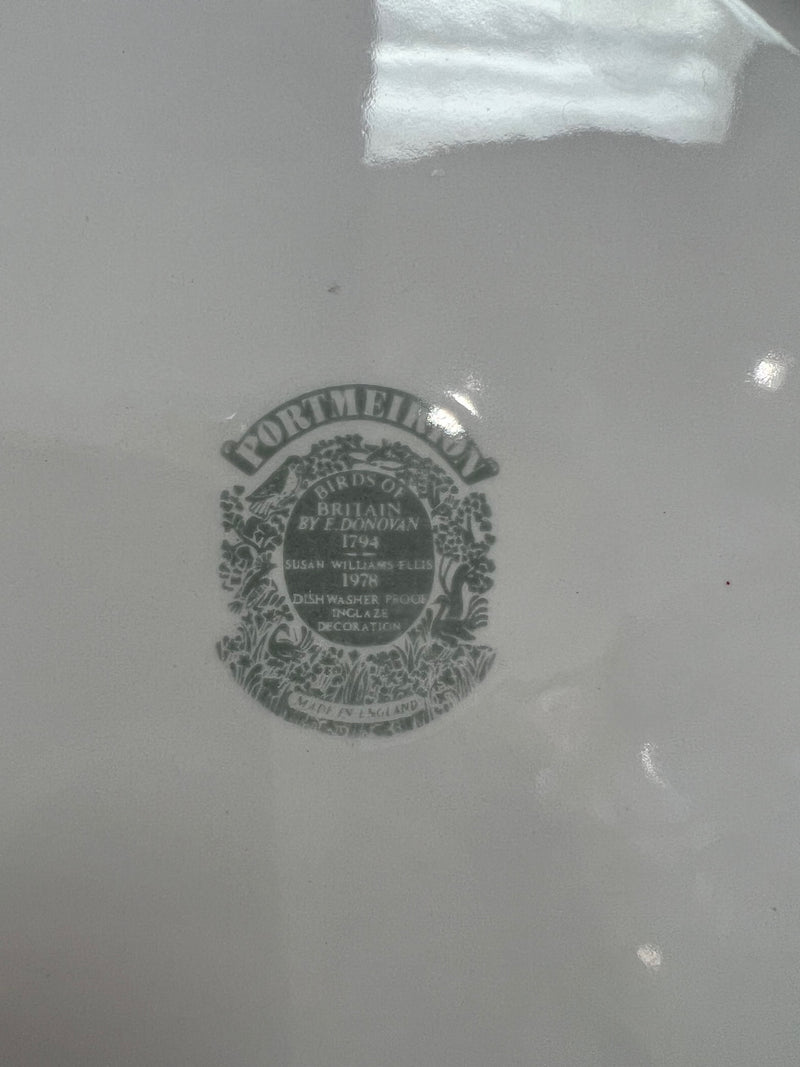 PORTMEIRION
BIRDS OF
BRITAIN
BY E. DONOVAN
1794
SUSAN WILLIAMS-ELLIS
1978
DISHWASHER PROOF
INGLAZE
DECORATION
MADE IN ENGLAND